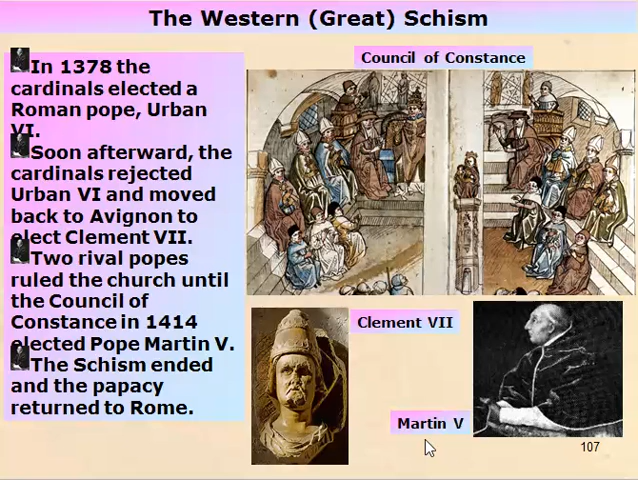 The Western (Great) Schism
In 1378 the
cardinals elected a
Roman pope, Urban
VI.
Soon afterward, the
cardinals rejected
Urban VI and moved
back to Avignon to
elect Clement VII.
Two rival popes
ruled the church until
the Council of
Constance in 1414
elected Pope Martin V.
The Schism ended
and the papacy
returned to Rome.
Council of Constance
Clement VII
Martin V
107